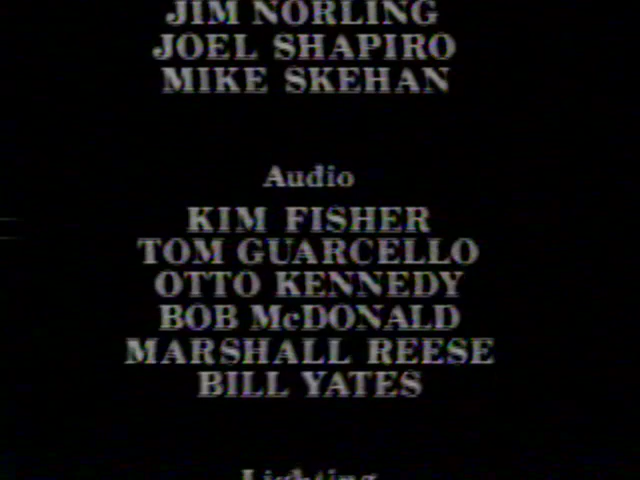 JIM NORLING
JOEL SHAPIRO
MIKE SKEHAN
Audio
KIM FISHER
TOM GUARCELLO
OTTO KENNEDY
BOB McDONALD
MARSHALL REESE
BILL YATES
Lighting